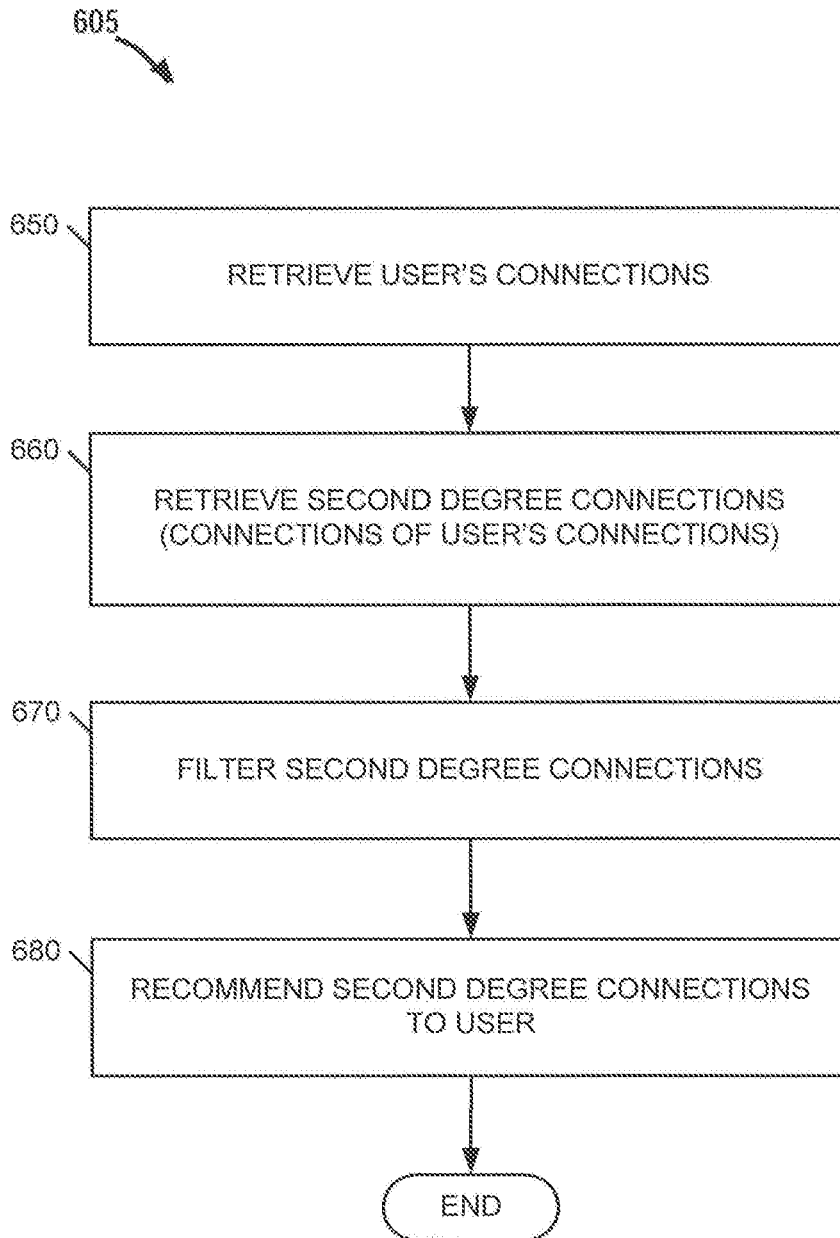 605
650
RETRIEVE USER'S CONNECTIONS
660
RETRIEVE SECOND DEGREE CONNECTIONS
(CONNECTIONS OF USER'S CONNECTIONS)
670
FILTER SECOND DEGREE CONNECTIONS
680
RECOMMEND SECOND DEGREE CONNECTIONS
TO USER
END